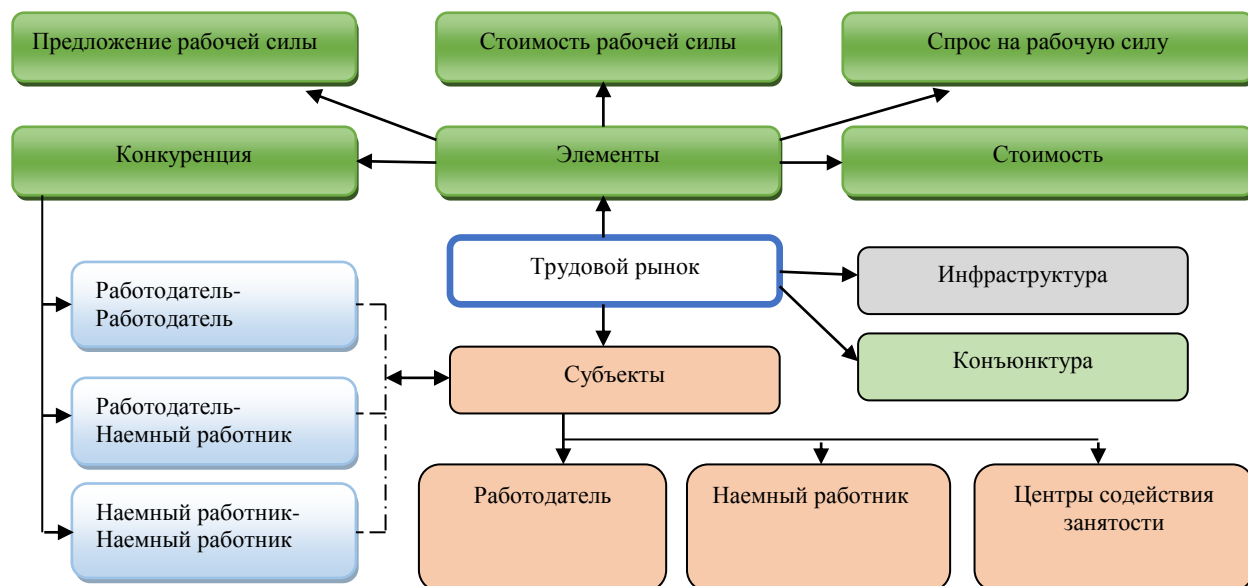 Предложение рабочей силы
Стоимость рабочей силы
Спрос на рабочую силу
Конкуренция
Элементы
Стоимость
Трудовой рынок
Инфраструктура
Работодатель-
Работодатель
Субъекты
Конъюнктура
Работодатель-
Наемный работник
Наемный работник-
Наемный работник
Работодатель
Наемный работник
Центры содействия
занятости